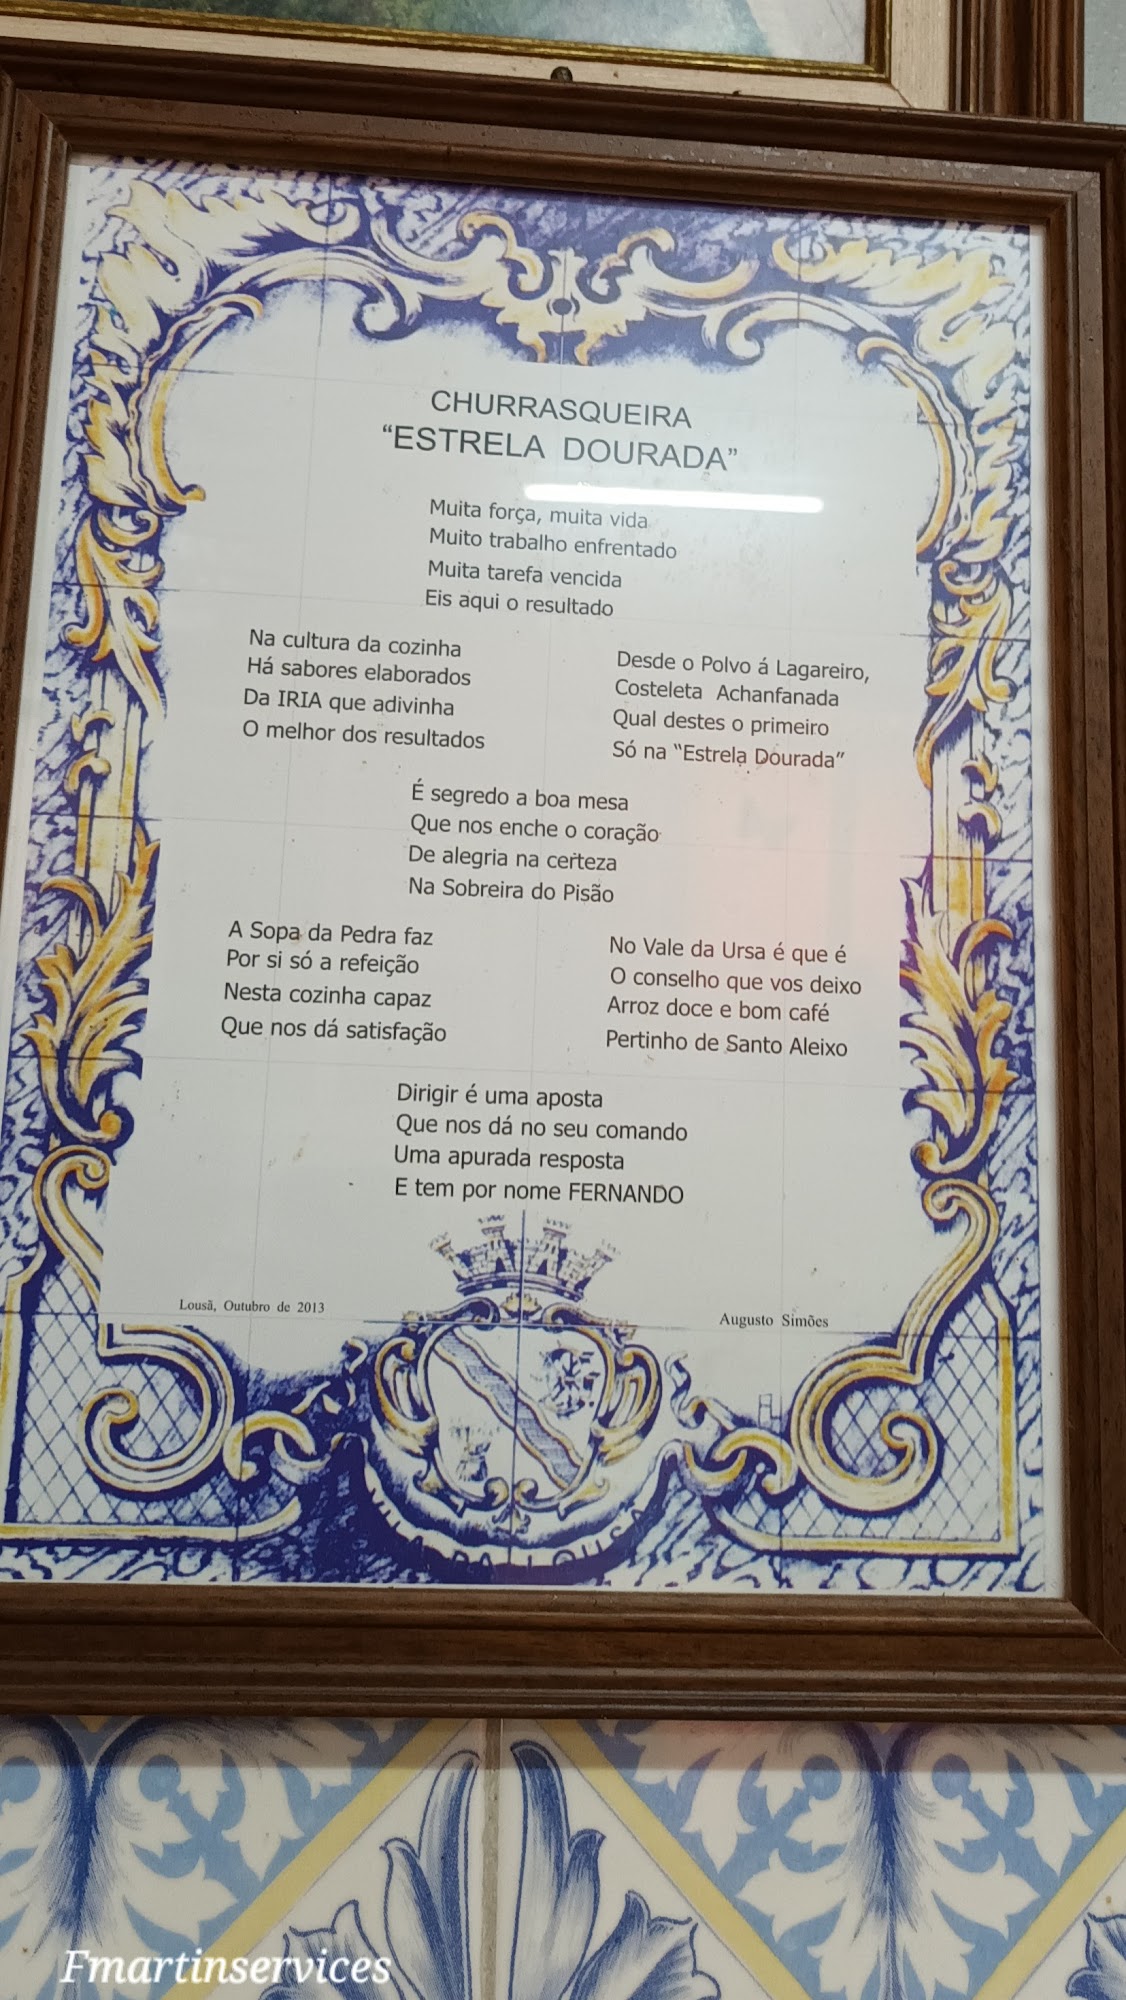 CHURRASQUEIRA
“ESTRELA DOURADA”
Muita força, muita vida
Muito trabalho enfrentado
Muita tarefa vencida
Eis aqui o resultado
Na cultura da cozinha
Há sabores elaborados
Da IRIA que adivinha
O melhor dos resultados
Desde o Polvo á Lagareiro,
Costeleta Achanfanada
Qual destes o primeiro
Só na “Estrela Dourada”
É segredo a boa mesa
Que nos enche o coração
De alegria na certeza
Na Sobreira do Pisão
A Sopa da Pedra faz
Por si só a refeição
Nesta cozinha capaz
Que nos dá satisfação
No Vale da Ursa é que é
O conselho que vos deixo
Arroz doce e bom café
Pertinho de Santo Aleixo
Dirigir é uma aposta
Que nos dá no seu comando
Uma apurada resposta
E tem por nome FERNANDO
Lousã, Outubro de 2013
Augusto Simões
VILA DA LOUSA
Fmartinservices